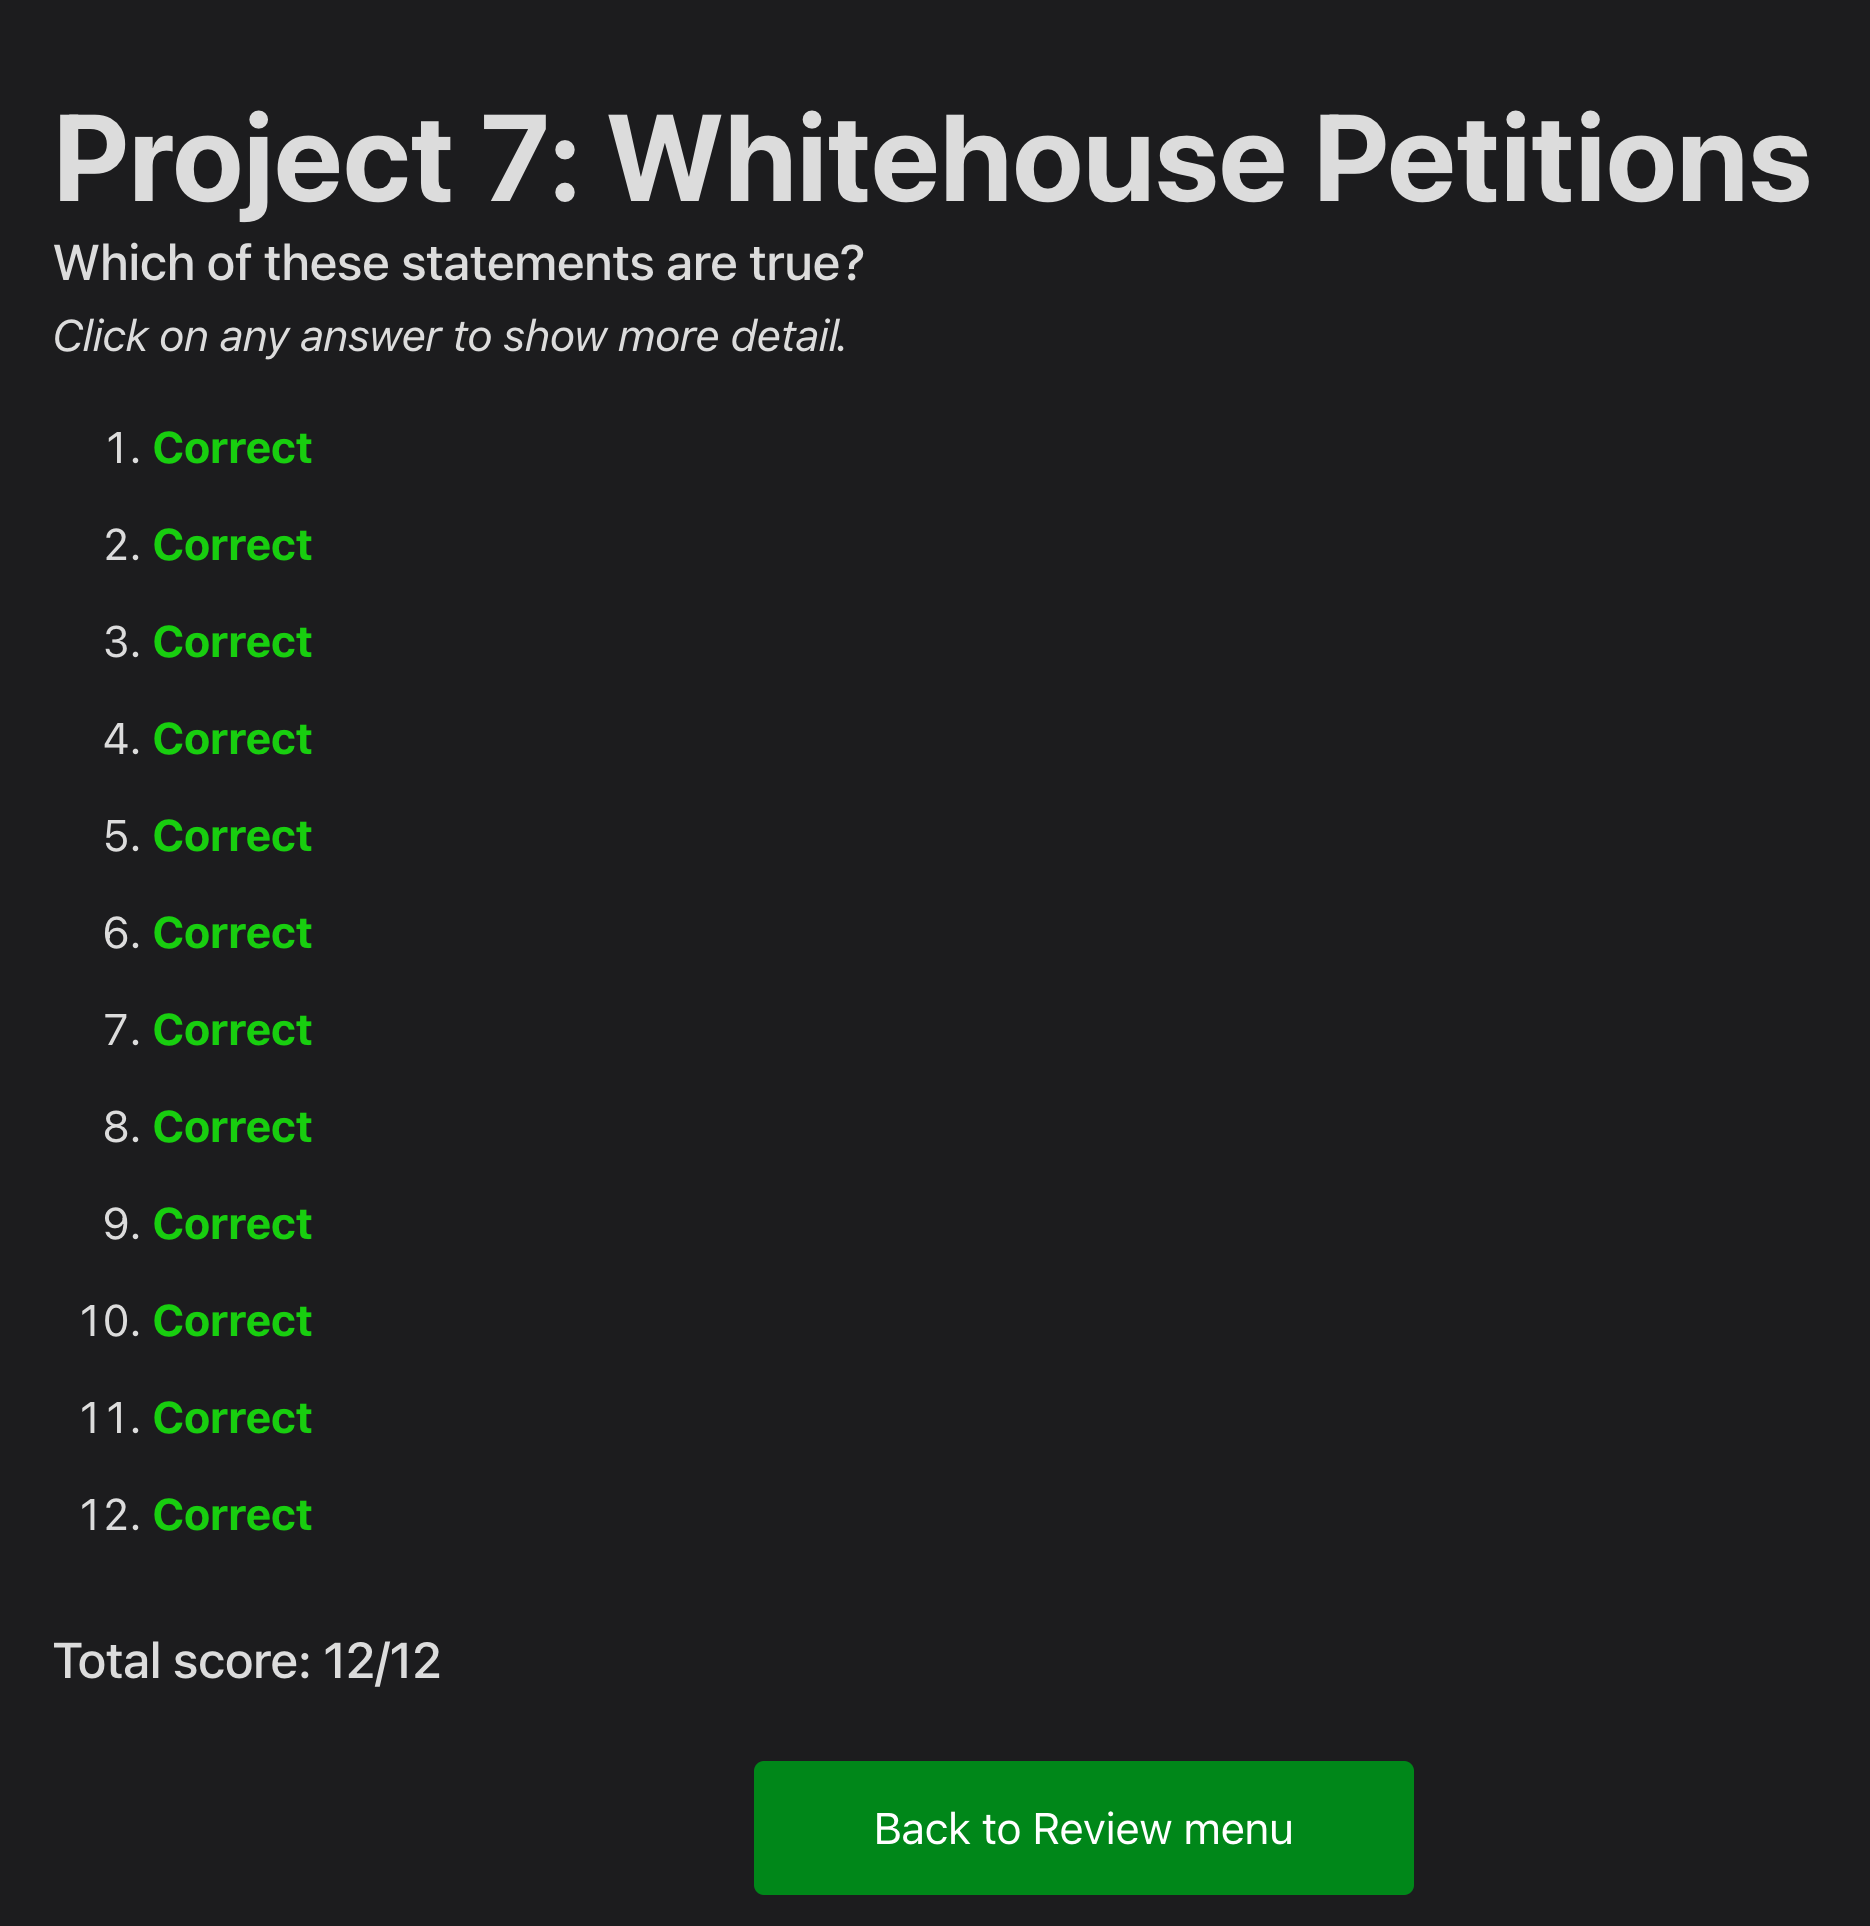 Project 7: Whitehouse Petitions
Which of these statements are true?
Click on any answer to show more detail.
1. Correct
2. Correct
3. Correct
4. Correct
5. Correct
6. Correct
7. Correct
8. Correct
9. Correct
10. Correct
11. Correct
12. Correct
Total score: 12/12
Back to Review menu